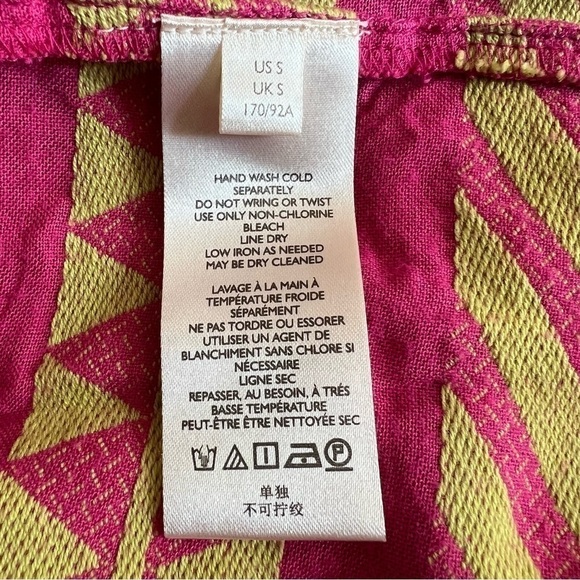 US S
UK S
170/92A
HAND WASH COLD
SEPARATELY
DO NOT WRING OR TWIST
USE ONLY NON-CHLORINE
BLEACH
LINE DRY
LOW IRON AS NEEDED
MAY BE DRY CLEANED
LAVAGE À LA MAIN À
TEMPÉRATURE FROIDE
SÉPARÉMENT
NE PAS TORDRE OU ESSORER
UTILISER UN AGENT DE
BLANCHIMENT SANS CHLORE SI
NÉCESSAIRE
LIGNE SEC
REPASSER, AU BESOIN, À TRÉS
BASSE TEMPÉRATURE
PEUT-ÊTRE ÊTRE NETTOYÉE SEC
P
单独
不可拧绞